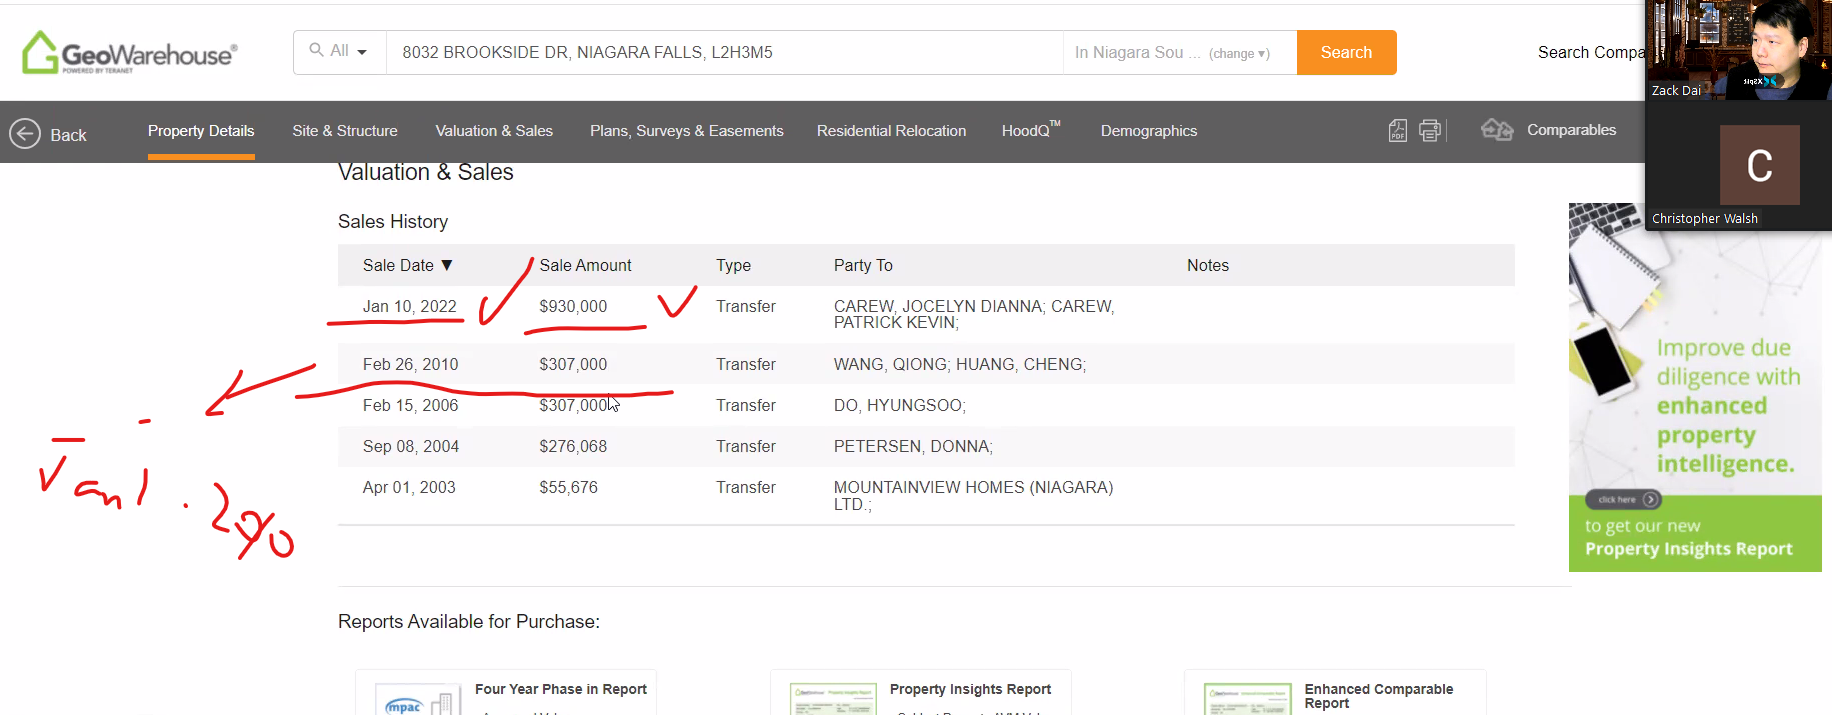 GeoWarehouse®
POWERED BY TERANET
All
8032 BROOKSIDE DR, NIAGARA FALLS, L2H3M5
In Niagara Sou ... (change ▾)
Search
Search Compa
Zack Dai
XSplit
Back
Property Details
Site & Structure
Valuation & Sales
Plans, Surveys & Easements
Residential Relocation
HoodQ™
Demographics
PDF
Comparables
C
Christopher Walsh
Valuation & Sales
Sales History
Sale Date ▼ Sale Amount Type Party To Notes
Jan 10, 2022 $930,000 Transfer CAREW, JOCELYN DIANNA; CAREW,
PATRICK KEVIN;
Feb 26, 2010 $307,000 Transfer WANG, QIONG; HUANG, CHENG;
Feb 15, 2006 $307,000 Transfer DO, HYUNGSOO;
Sep 08, 2004 $276,068 Transfer PETERSEN, DONNA;
Apr 01, 2003 $55,676 Transfer MOUNTAINVIEW HOMES (NIAGARA)
LTD.;
Improve due
diligence with
enhanced
property
intelligence.
click here
to get our new
Property Insights Report
Reports Available for Purchase:
mpac
Four Year Phase in Report
GeoWarehouse
Property Insights Report
GeoWarehouse
Enhanced Comparable
Report